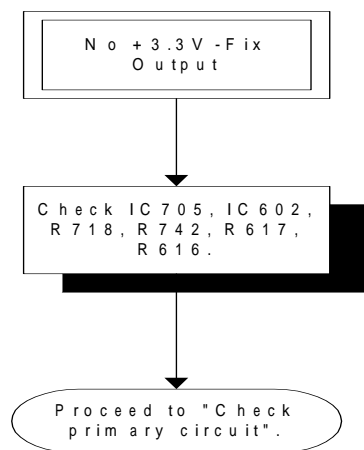 No +3.3V -Fix
Output
Check IC705, IC602,
R718, R742, R617,
R616.
Proceed to "Check
primary circuit".